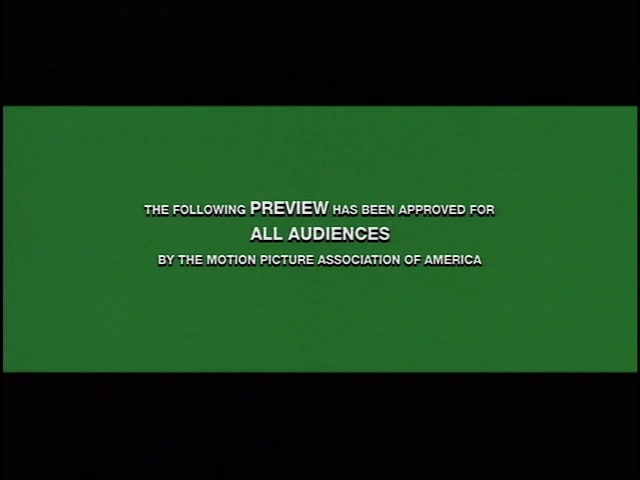 THE FOLLOWING PREVIEW HAS BEEN APPROVED FOR
ALL AUDIENCES
BY THE MOTION PICTURE ASSOCIATION OF AMERICA